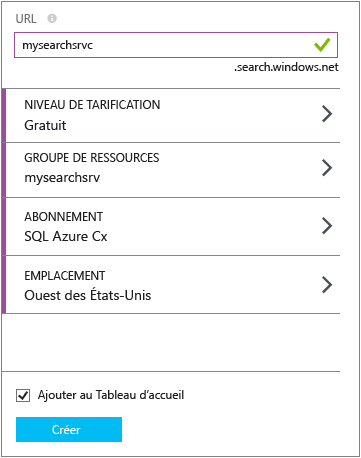 URL
mysearchsrvc
.search.windows.net
NIVEAU DE TARIFICATION
Gratuit
GROUPE DE RESSOURCES
mysearchsrv
ABONNEMENT
SQL Azure Cx
EMPLACEMENT
Ouest des États-Unis
Ajouter au Tableau d’accueil
Créer